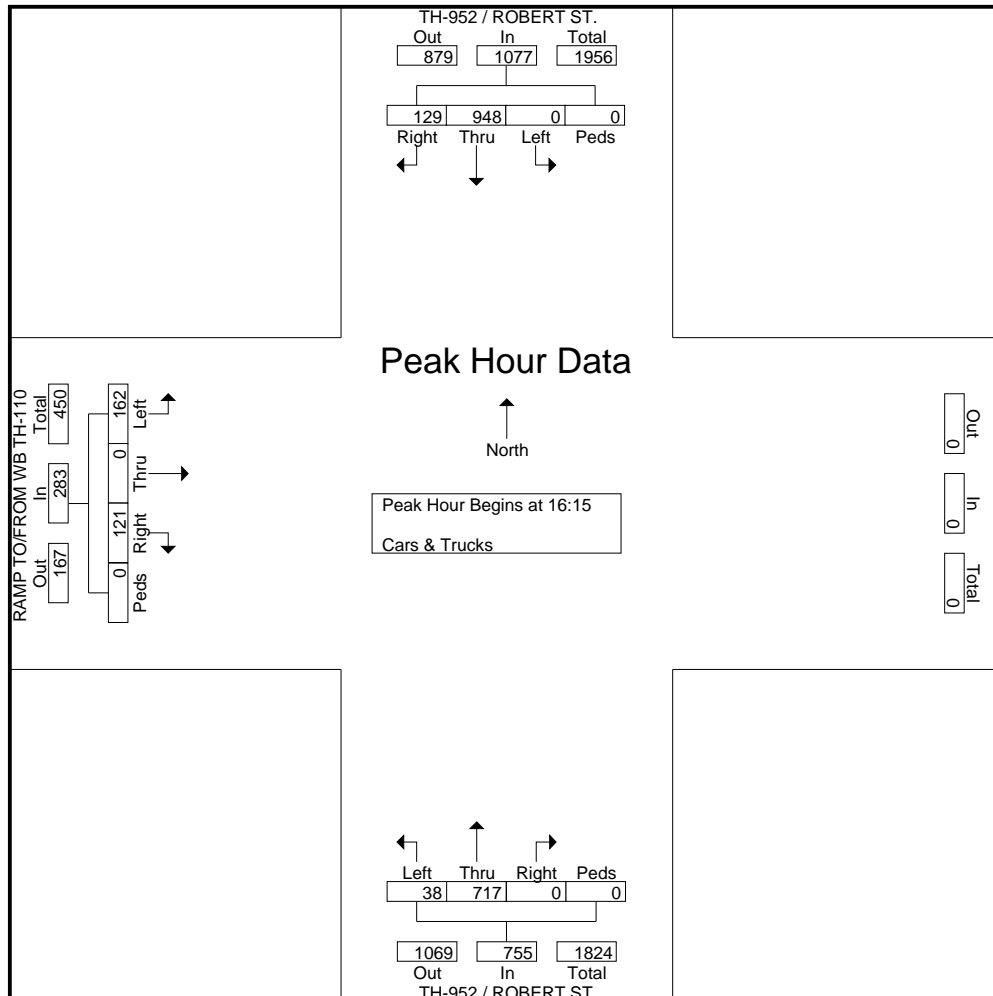 TH-952 / ROBERT ST.
Out In Total
879 1077 1956
129 948 0 0
Right Thru Left Peds
Peak Hour Data
North
Peak Hour Begins at 16:15
Cars & Trucks
RAMP TO/FROM WB TH-110
Out In Total
167 283 450
0 121 0 162
Peds Right Thru Left
Out In Total
0 0 0
Left Thru Right Peds
38 717 0 0
1069 755 1824
Out In Total
TH-952 / ROBERT ST.